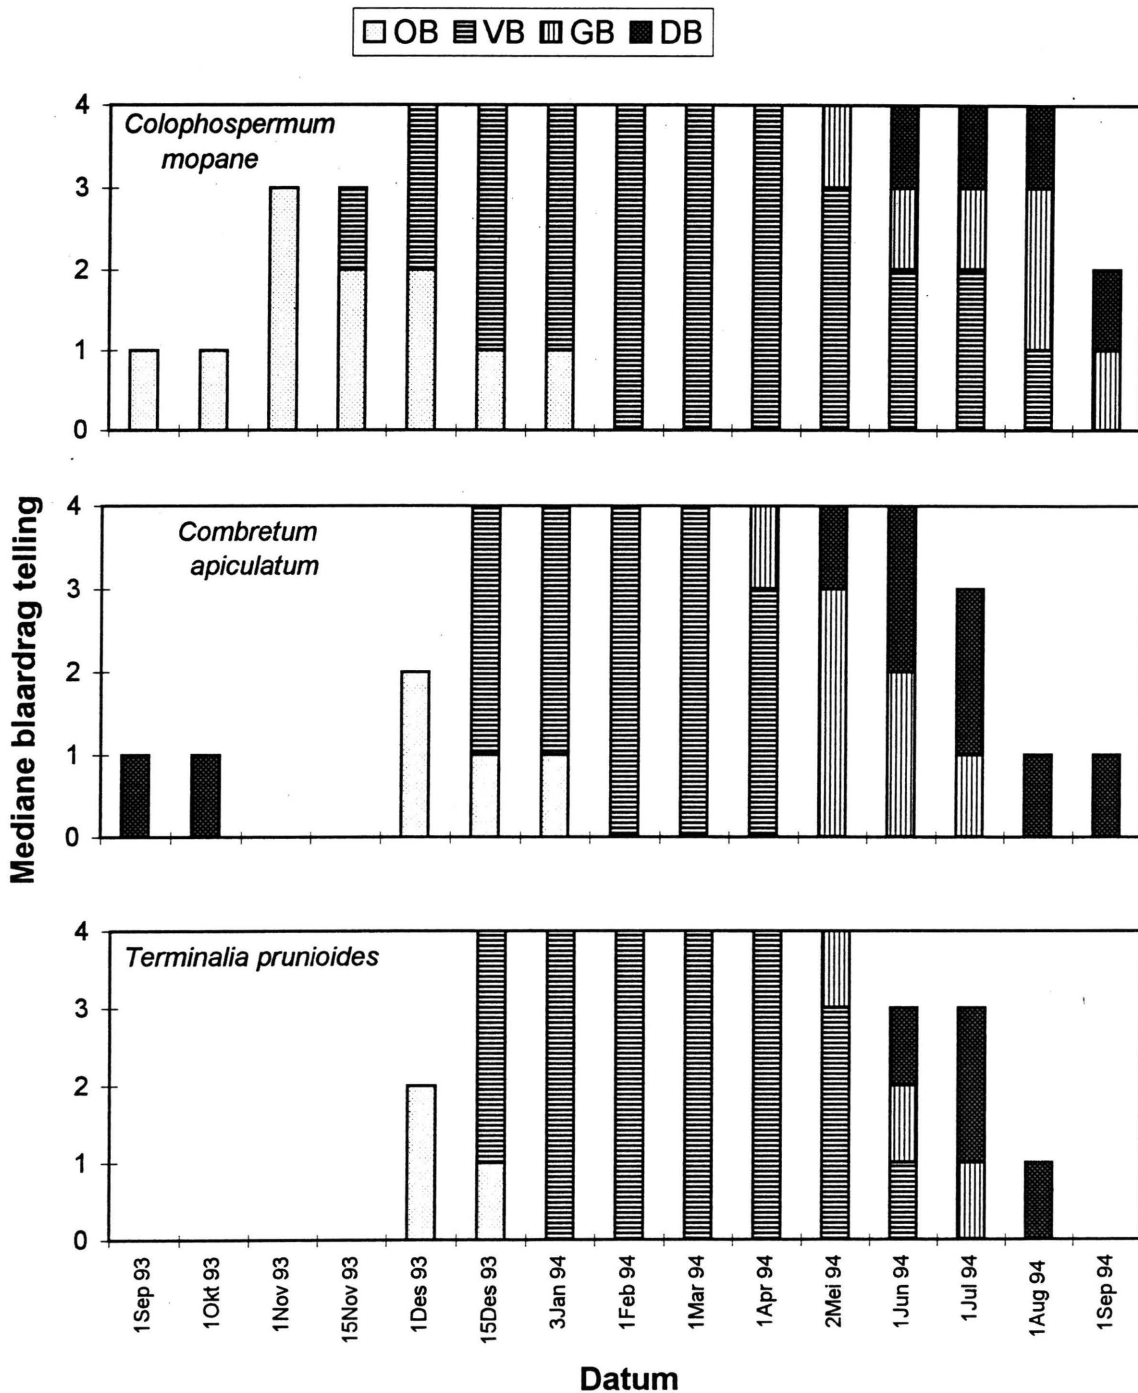 OB VB GB DB
4
Colophospermum
mopane
3
2
1
0
4
Combretum
apiculatum
3
2
1
0
4
Terminalia prunioides
3
2
1
0
Mediane blaardrag telling
1Sep 93 1Okt 93 1Nov 93 15Nov 93 1Des 93 15Des 93 3Jan 94 1Feb 94 1Mar 94 1Apr 94 2Mei 94 1Jun 94 1Jul 94 1Aug 94 1Sep 94
Datum